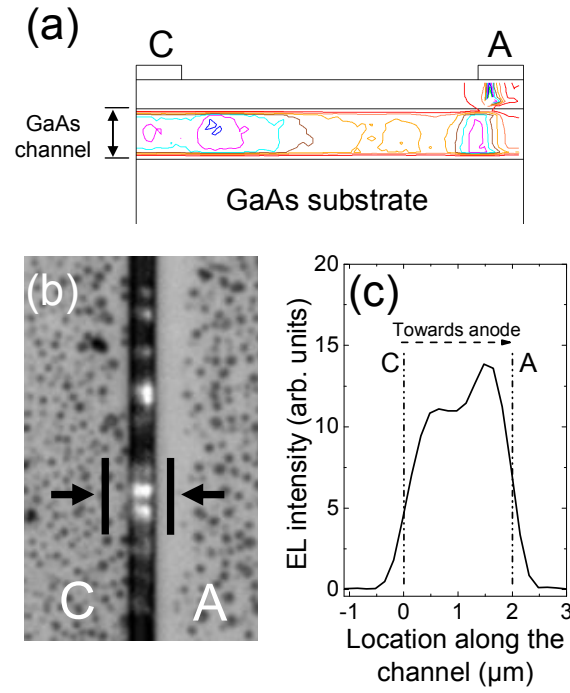 (a)
C
A
GaAs
channel
GaAs substrate
(b)
C
A
(c)
20
15
10
5
0
EL intensity (arb. units)
Towards anode
C
A
-1
0
1
2
3
Location along the
channel (µm)